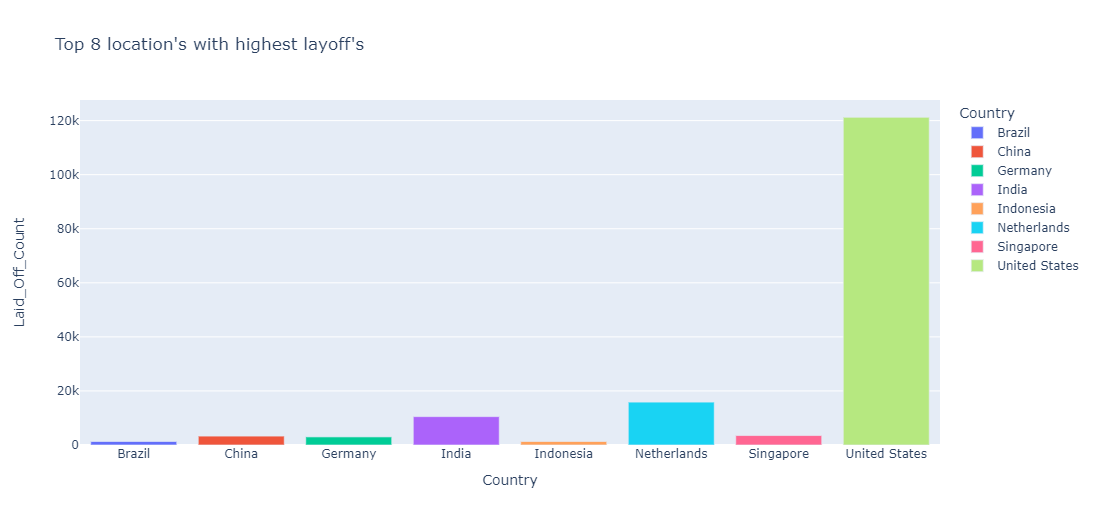 Top 8 location's with highest layoff's
Laid_Off_Count
120k
100k
80k
60k
40k
20k
0
Brazil
China
Germany
India
Indonesia
Netherlands
Singapore
United States
Country
Country
Brazil
China
Germany
India
Indonesia
Netherlands
Singapore
United States